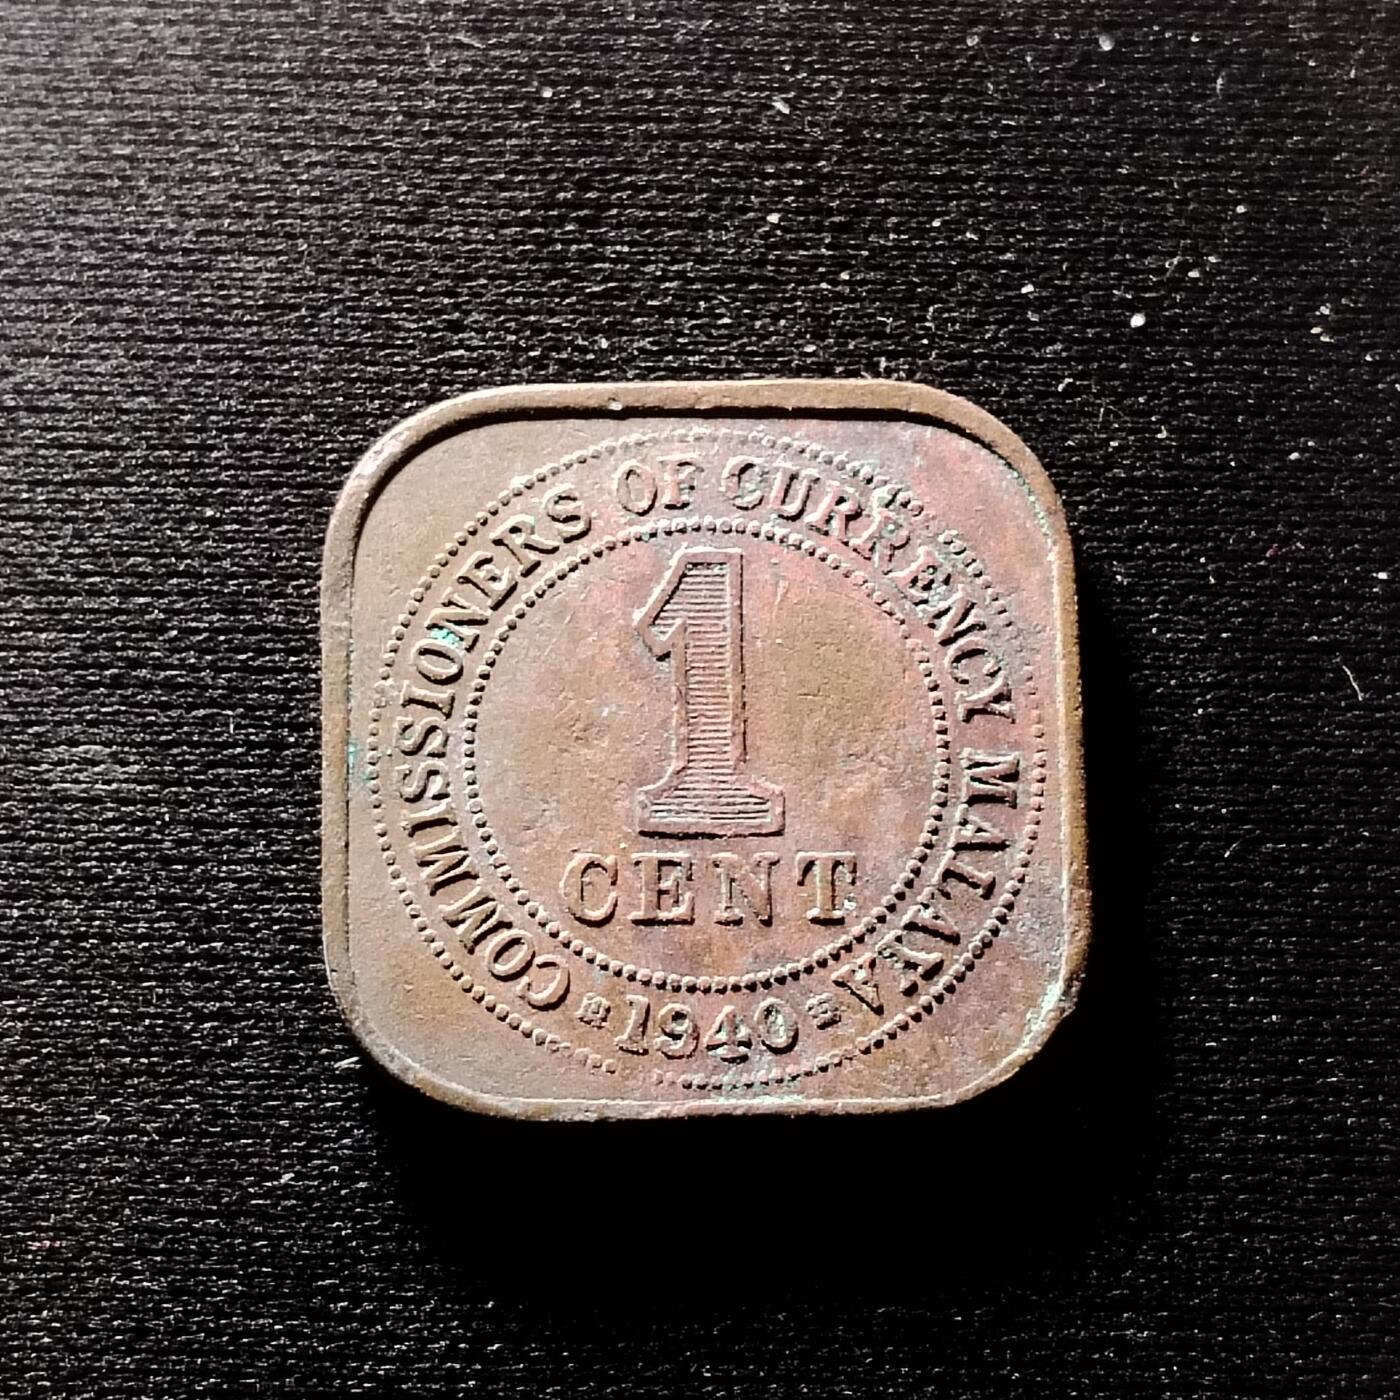 COMMISSIONERS OF CURRENCY MALAYA
1
CENT
1940